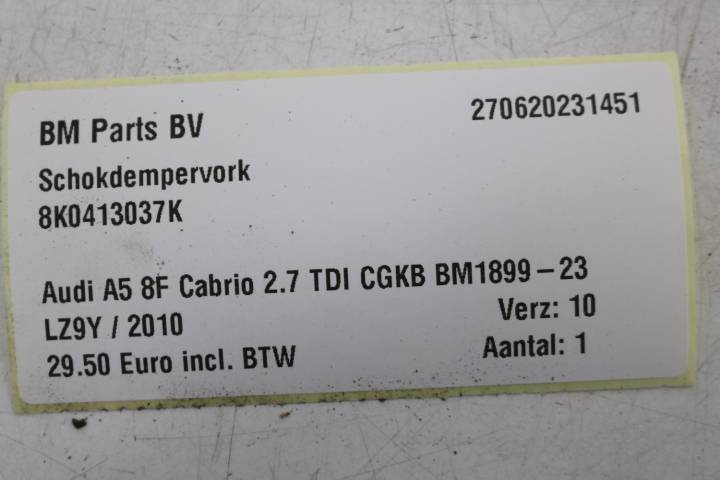 BM Parts BV 270620231451
Schokdempervork
8K0413037K
Audi A5 8F Cabrio 2.7 TDI CGKB BM1899-23
LZ9Y / 2010 Verz: 10
29.50 Euro incl. BTW Aantal: 1